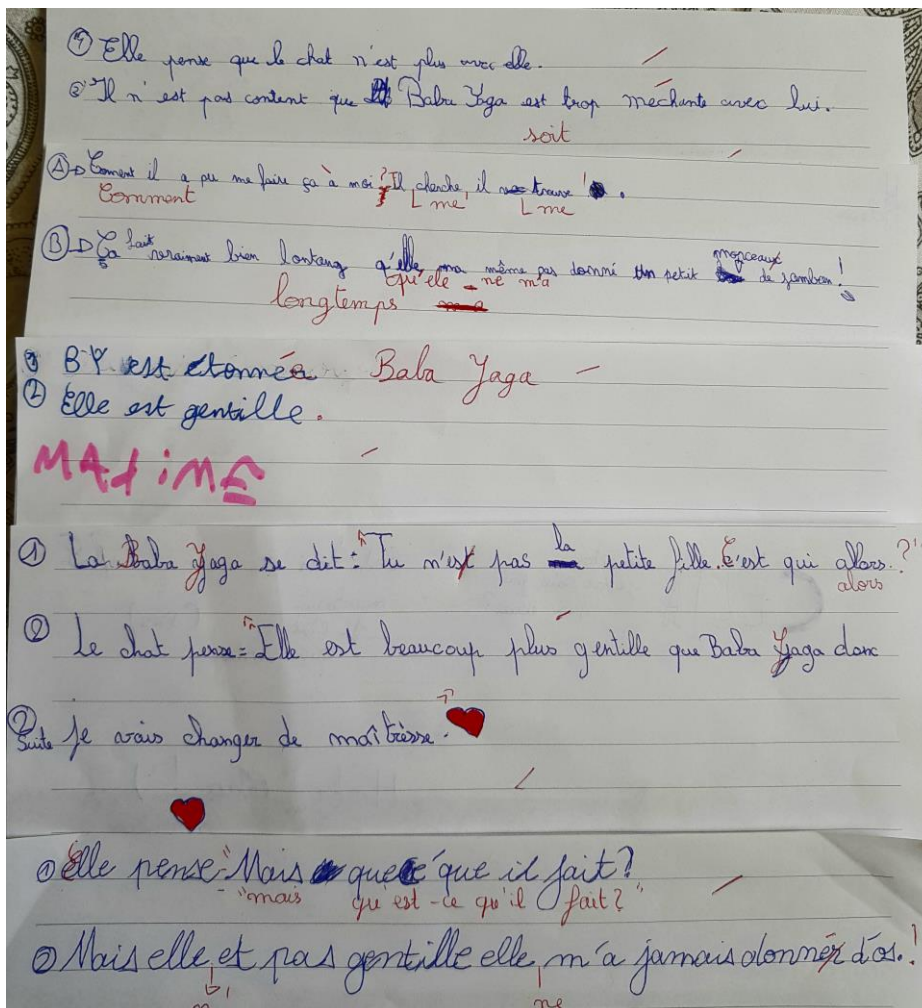 ① Elle pense que le chat n'est plus avec elle.
② Il n'est pas content que Baba Yaga est trop méchante avec lui.
soit
Ⓐ Coment il a pu me faire ça à moi ? Il cherche, il trouve !
Comment me me
Ⓑ Ça fait vraiment bien lontang q'elle ma même pas donné un petit morceaux de jambon !
qu'ele ne m'a
longtemps
① B.Y. est étonnée Baba Yaga
② Elle est gentille.
MAXiME
① La Baba Yaga se dit : "Tu n'est pas la petite fille. C'est qui alors ?"
alors
② Le chat pense = "Elle est beaucoup plus gentille que Baba Yaga donc
② Suite je vais changer de maîtresse."
① Elle pense : "Mais que c'que il fait ?
"mais qu'est-ce qu'il fait ?"
② Mais elle et pas gentille elle m'a jamais donner d'os. !
n' ne